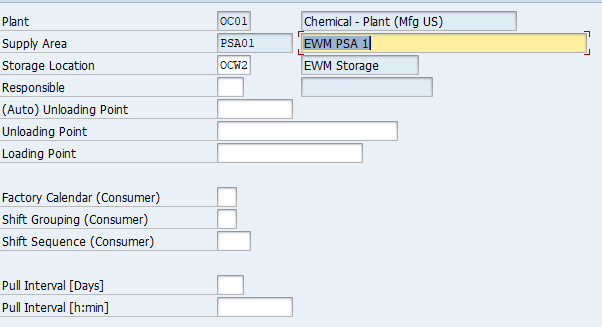 Plant OC01 Chemical - Plant (Mfg US)
Supply Area PSA01 EWM PSA 1
Storage Location OCW2 EWM Storage
Responsible
(Auto) Unloading Point
Unloading Point
Loading Point
Factory Calendar (Consumer)
Shift Grouping (Consumer)
Shift Sequence (Consumer)
Pull Interval [Days]
Pull Interval [h:min]